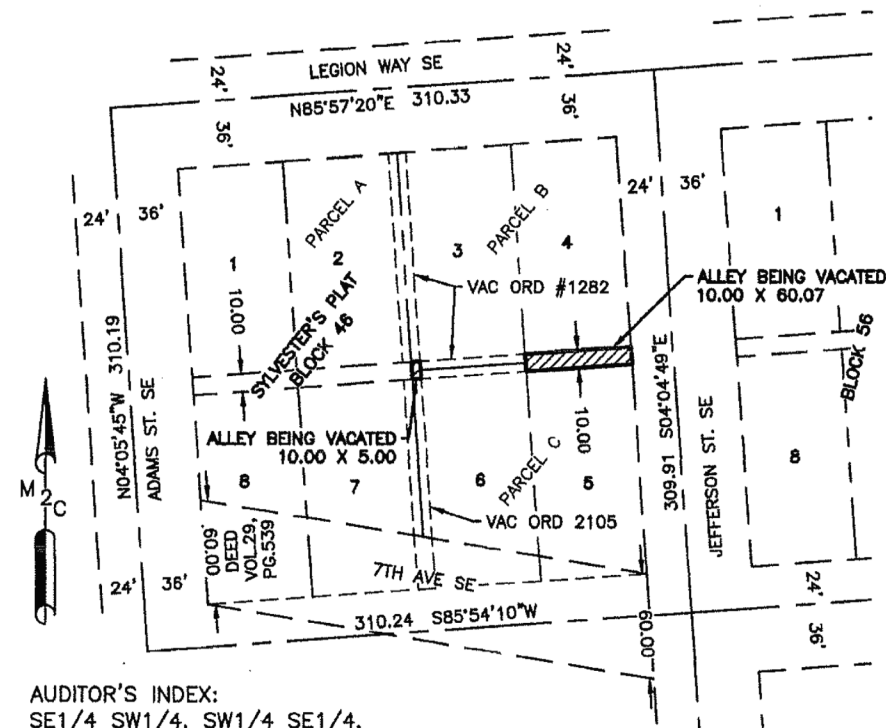 LEGION WAY SE
24'
24'
N85°57'20"E 310.33
36'
36'
24'
36'
24'
36'
PARCEL A
PARCEL B
1
2
3
4
1
VAC ORD #1282
ALLEY BEING VACATED
10.00 X 60.07
10.00
SYLVESTER'S PLAT
BLOCK 46
BLOCK 56
N04°05'45"W 310.19
ADAMS ST. SE
309.91 S04°04'49"E
JEFFERSON ST. SE
10.00
ALLEY BEING VACATED
10.00 X 5.00
8
7
6
5
8
PARCEL C
VAC ORD 2105
M2C
60.09
DEED
VOL.29,
PG.539
7TH AVE SE
24'
36'
24'
36'
310.24 S85°54'10"W
60.00
AUDITOR'S INDEX:
SE1/4 SW1/4, SW1/4 SE1/4,